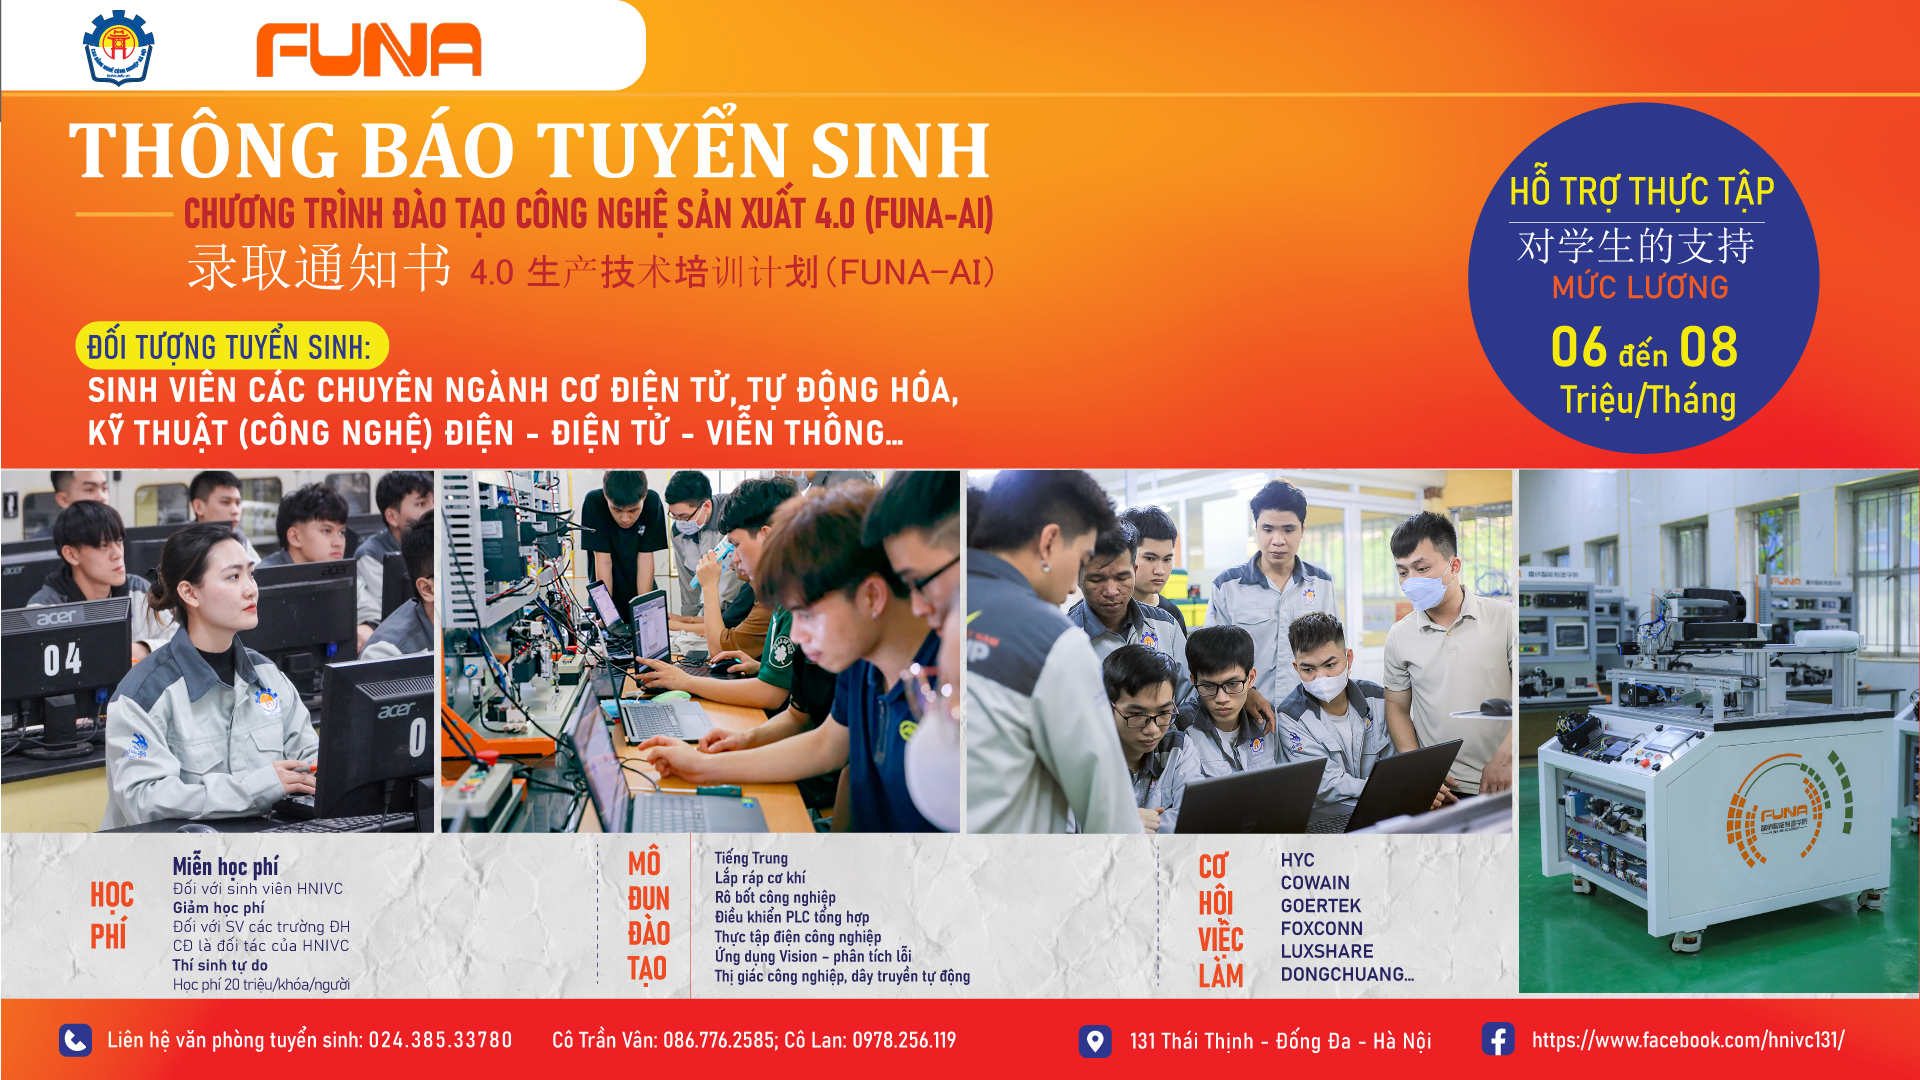 FUNA
THÔNG BÁO TUYỂN SINH
CHƯƠNG TRÌNH ĐÀO TẠO CÔNG NGHỆ SẢN XUẤT 4.0 (FUNA-AI)
录取通知书 4.0 生产技术培训计划(FUNA-AI)
ĐỐI TƯỢNG TUYỂN SINH:
SINH VIÊN CÁC CHUYÊN NGÀNH CƠ ĐIỆN TỬ, TỰ ĐỘNG HÓA,
KỸ THUẬT (CÔNG NGHỆ) ĐIỆN - ĐIỆN TỬ - VIỄN THÔNG...
HỖ TRỢ THỰC TẬP
对学生的支持
MỨC LƯƠNG
06 đến 08
Triệu/Tháng
acer
04
acer
0
FUNA
FUNA
HỌC
PHÍ
Miễn học phí
Đối với sinh viên HNIVC
Giảm học phí
Đối với SV các trường ĐH
CĐ là đối tác của HNIVC
Thí sinh tự do
Học phí 20 triệu/khóa/người
MÔ
ĐUN
ĐÀO
TẠO
Tiếng Trung
Lắp ráp cơ khí
Rô bốt công nghiệp
Điều khiển PLC tổng hợp
Thực tập điện công nghiệp
Ứng dụng Vision – phân tích lỗi
Thị giác công nghiệp, dây truyền tự động
CƠ
HỘI
VIỆC
LÀM
HYC
COWAIN
GOERTEK
FOXCONN
LUXSHARE
DONGCHUANG...
Liên hệ văn phòng tuyển sinh: 024.385.33780
Cô Trần Vân: 086.776.2585; Cô Lan: 0978.256.119
131 Thái Thịnh - Đống Đa - Hà Nội
https://www.facebook.com/hnivc131/